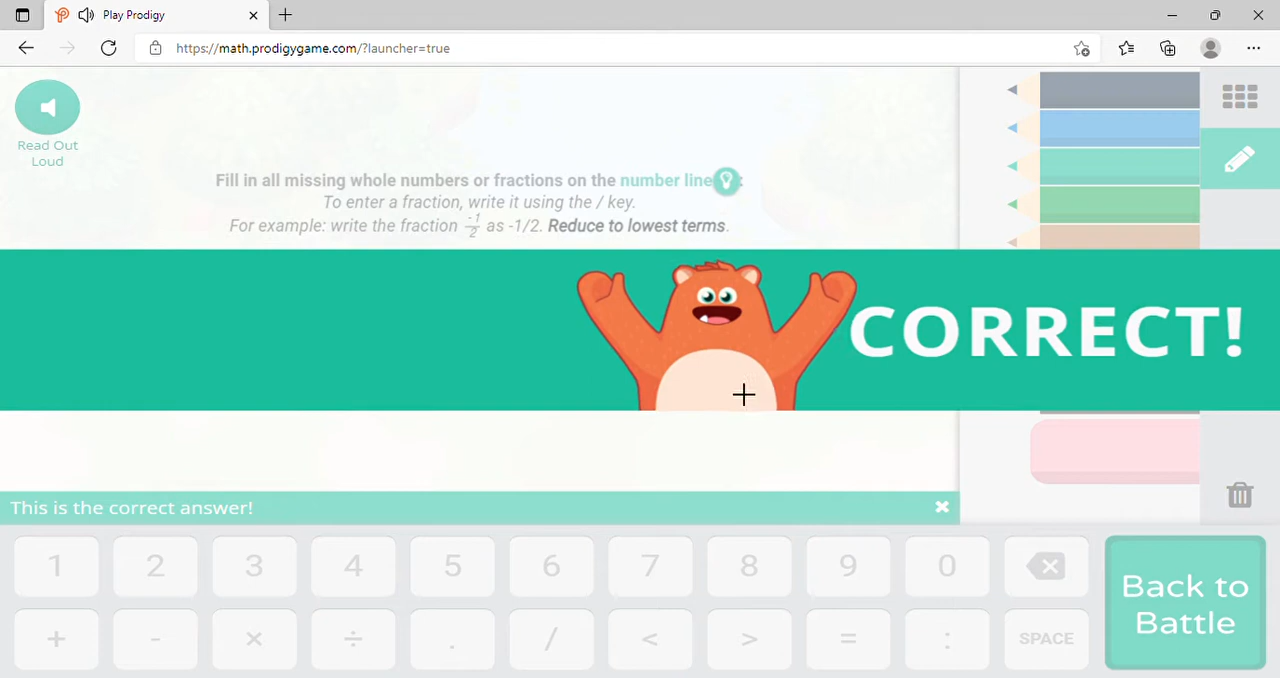 Play Prodigy
https://math.prodigygame.com/?launcher=true
Read Out
Loud
Fill in all missing whole numbers or fractions on the number line :
To enter a fraction, write it using the / key.
For example: write the fraction -1/2 as -1/2. Reduce to lowest terms.
CORRECT!
This is the correct answer!
1 2 3 4 5 6 7 8 9 0
+ - × ÷ . / < > = : SPACE
Back to
Battle